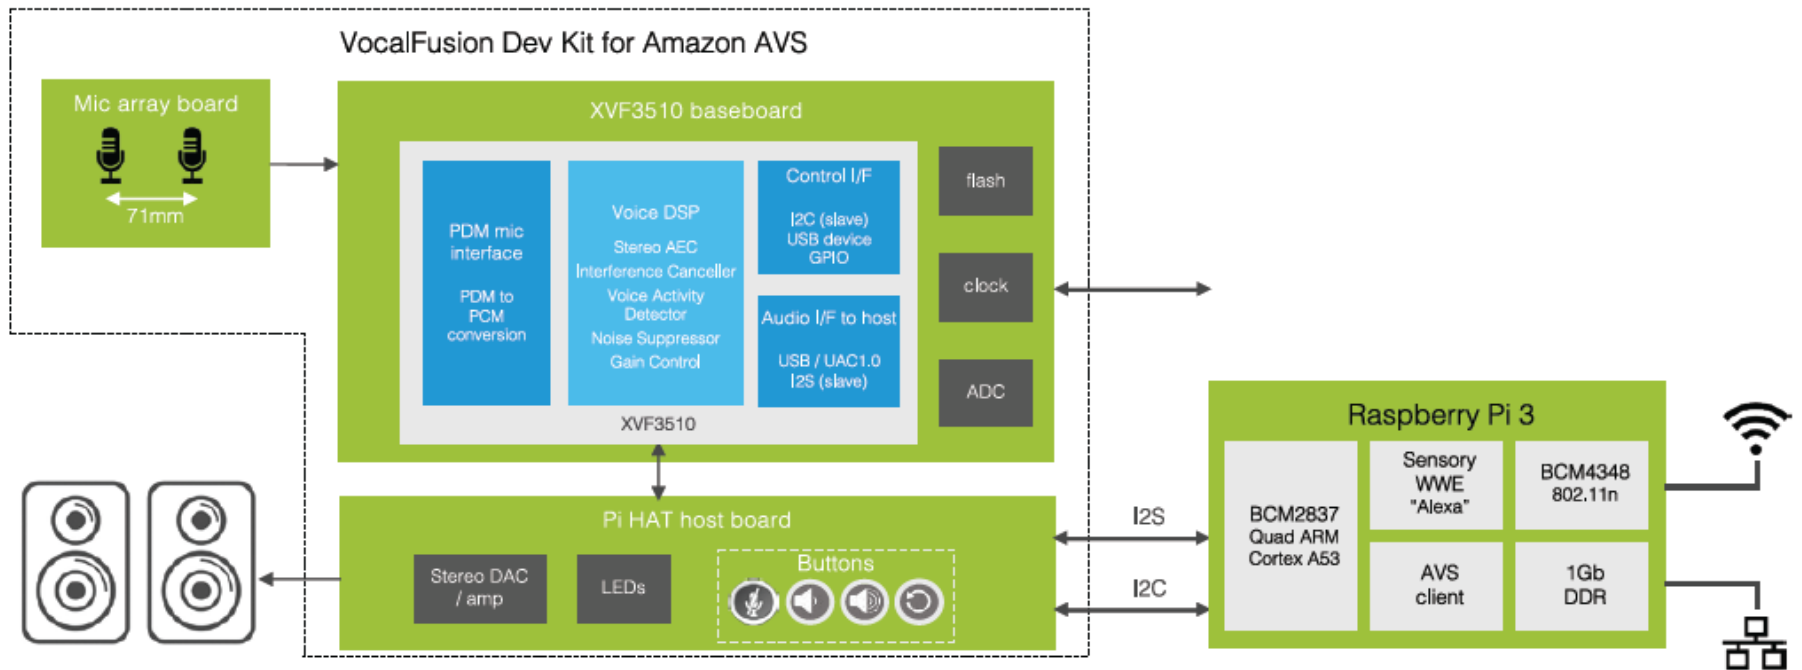 VocalFusion Dev Kit for Amazon AVS
Mic array board
71mm
XVF3510 baseboard
PDM mic
interface
PDM to
PCM
conversion
Voice DSP
Stereo AEC
Interference Canceller
Voice Activity
Detector
Noise Suppressor
Gain Control
Control I/F
I2C (slave)
USB device
GPIO
Audio I/F to host
USB / UAC1.0
I2S (slave)
XVF3510
flash
clock
ADC
Pi HAT host board
Stereo DAC
/ amp
LEDs
Buttons
I2S
I2C
Raspberry Pi 3
BCM2837
Quad ARM
Cortex A53
Sensory
WWE
"Alexa"
BCM4348
802.11n
AVS
client
1Gb
DDR